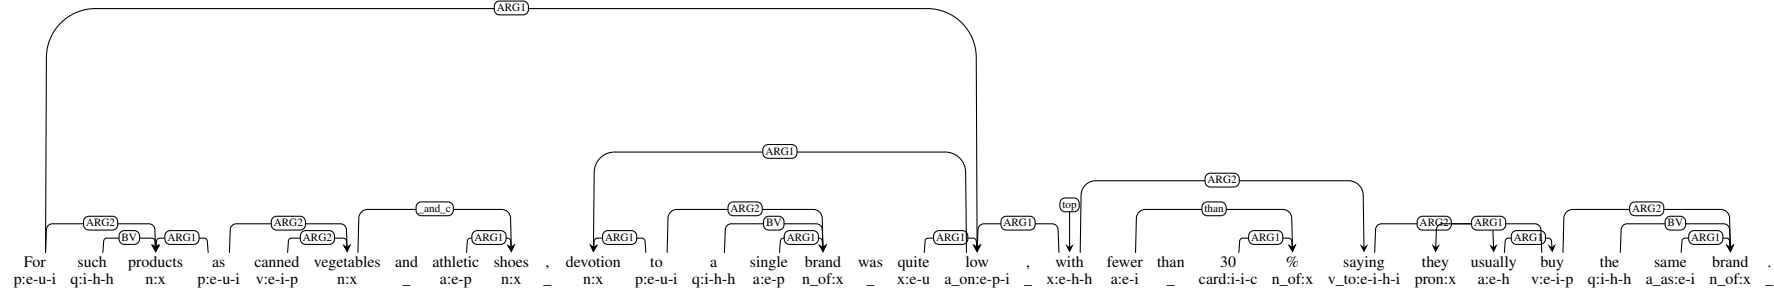 ARG1
ARG1
ARG2
top
ARG2 ARG2 _and_c ARG2 BV than ARG1 ARG2 ARG1 ARG2 BV
BV ARG1 ARG2 ARG1 ARG1 ARG1 ARG1 ARG1 ARG1 ARG1
For such products as canned vegetables and athletic shoes , devotion to a single brand was quite low , with fewer than 30 % saying they usually buy the same brand .
p:e-u-i q:i-h-h n:x p:e-u-i v:e-i-p n:x _ a:e-p n:x _ n:x p:e-u-i q:i-h-h a:e-p n_of:x _ x:e-u a_on:e-p-i _ x:e-h-h a:e-i _ card:i-i-c n_of:x v_to:e-i-h-i pron:x a:e-h v:e-i-p q:i-h-h a_as:e-i n_of:x _